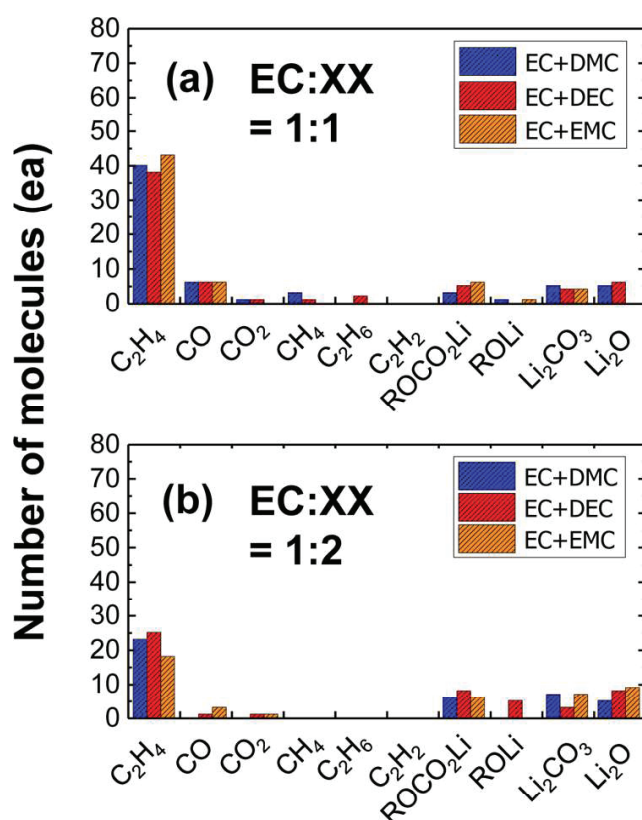 Number of molecules (ea)
80
70
60
50
40
30
20
10
0
(a) EC:XX
= 1:1
EC+DMC
EC+DEC
EC+EMC
C₂H₄ CO CO₂ CH₄ C₂H₆ C₂H₂ ROCO₂Li ROLi Li₂CO₃ Li₂O
80
70
60
50
40
30
20
10
0
(b) EC:XX
= 1:2
EC+DMC
EC+DEC
EC+EMC
C₂H₄ CO CO₂ CH₄ C₂H₆ C₂H₂ ROCO₂Li ROLi Li₂CO₃ Li₂O